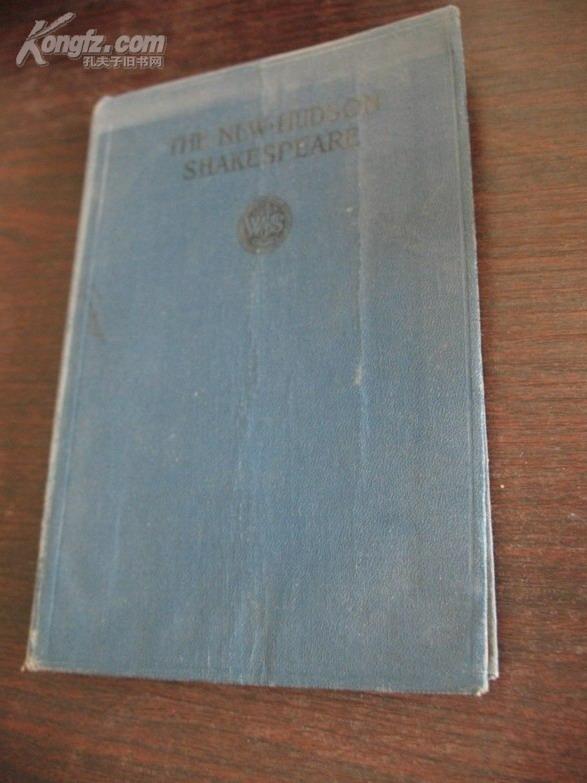 Kongfz.com
孔夫子旧书网
THE NEW-HUDSON
SHAKESPEARE
WS